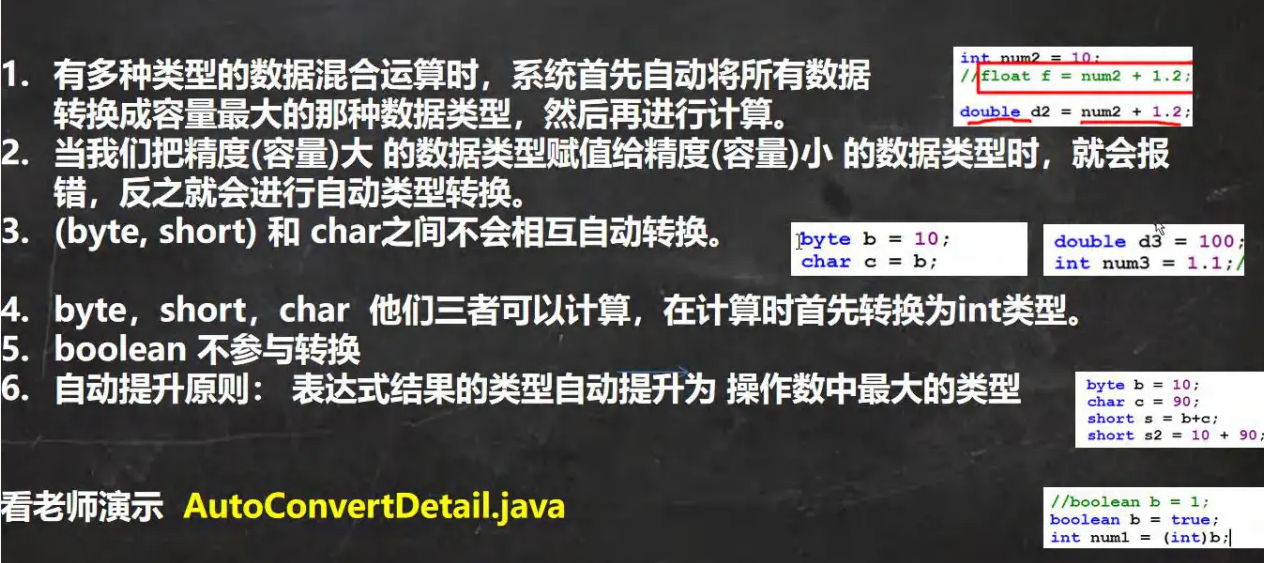 1. 有多种类型的数据混合运算时，系统首先自动将所有数据
转换成容量最大的那种数据类型，然后再进行计算。
int num2 = 10;
//float f = num2 + 1.2;
double d2 = num2 + 1.2;
2. 当我们把精度(容量)大 的数据类型赋值给精度(容量)小 的数据类型时，就会报
错，反之就会进行自动类型转换。
3. (byte, short) 和 char之间不会相互自动转换。
byte b = 10;
char c = b;
double d3 = 100;
int num3 = 1.1;/
4. byte，short，char 他们三者可以计算，在计算时首先转换为int类型。
5. boolean 不参与转换
6. 自动提升原则： 表达式结果的类型自动提升为 操作数中最大的类型
byte b = 10;
char c = 90;
short s = b+c;
short s2 = 10 + 90;
看老师演示 AutoConvertDetail.java
//boolean b = 1;
boolean b = true;
int num1 = (int)b;